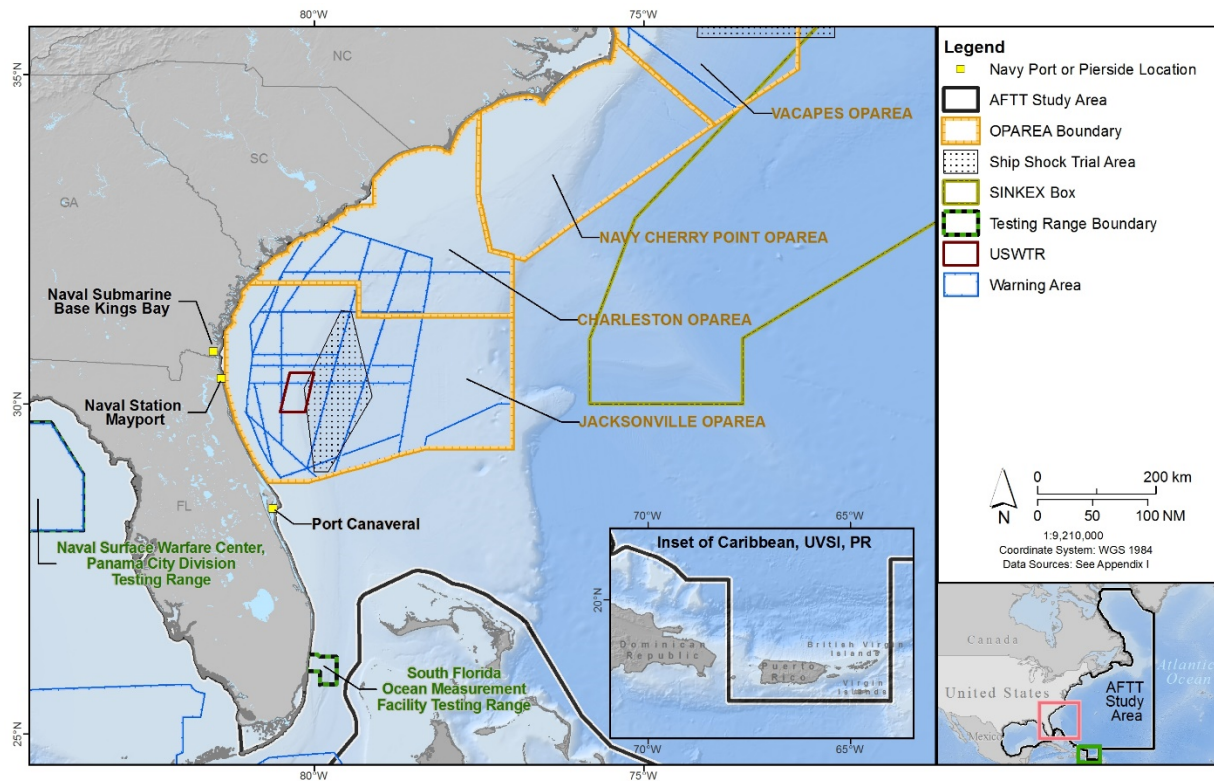 80°W
75°W
35°N
NC
SC
GA
VACAPES OPAREA
NAVY CHERRY POINT OPAREA
Naval Submarine
Base Kings Bay
CHARLESTON OPAREA
30°N
Naval Station
Mayport
JACKSONVILLE OPAREA
FL
Port Canaveral
Naval Surface Warfare Center,
Panama City Division
Testing Range
South Florida
Ocean Measurement
Facility Testing Range
25°N
80°W
75°W
70°W
65°W
Inset of Caribbean, UVSI, PR
20°N
Dominican
Republic
Puerto
Rico
British Virgin
Islands
Virgin
Islands
70°W
65°W
Legend
Navy Port or Pierside Location
AFTT Study Area
OPAREA Boundary
Ship Shock Trial Area
SINKEX Box
Testing Range Boundary
USWTR
Warning Area
N
0
200 km
0
50
100 NM
1:9,210,000
Coordinate System: WGS 1984
Data Sources: See Appendix I
Canada
United States
Mexico
AFTT
Study
Area
Atlantic
Ocean